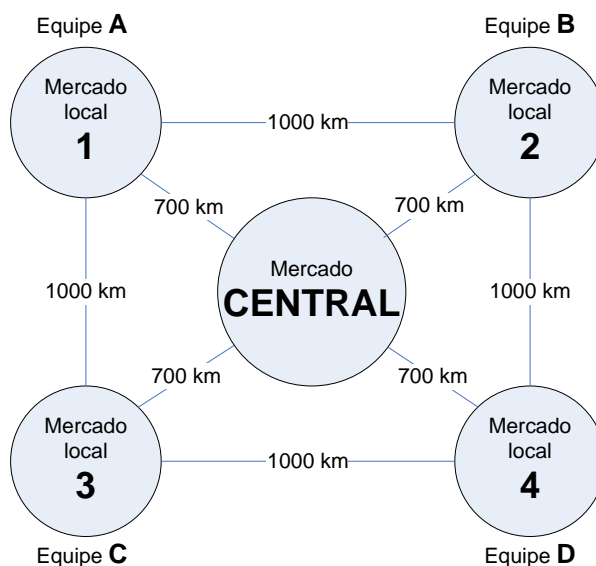 Equipe A
Equipe B
Mercado
local
1
1000 km
Mercado
local
2
700 km
700 km
Mercado
CENTRAL
1000 km
1000 km
700 km
700 km
Mercado
local
3
1000 km
Mercado
local
4
Equipe C
Equipe D